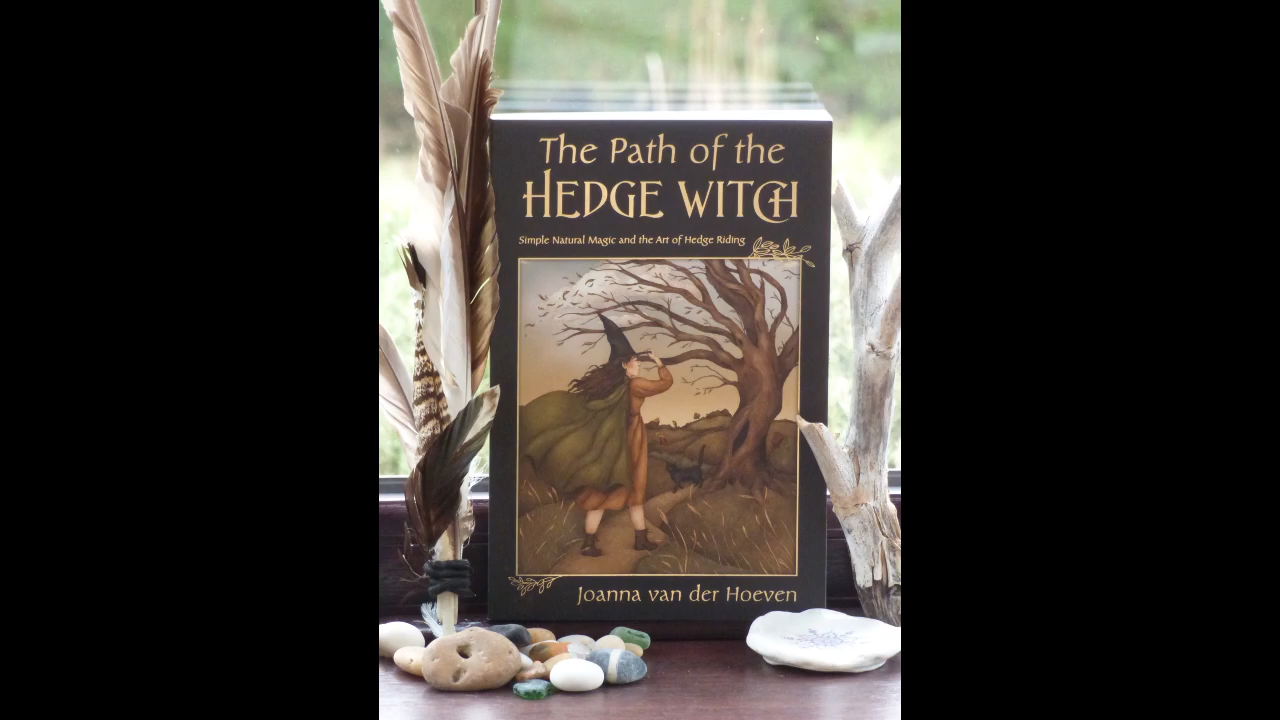 The Path of the
HEDGE WITCH
Simple Natural Magic and the Art of Hedge Riding
Joanna van der Hoeven